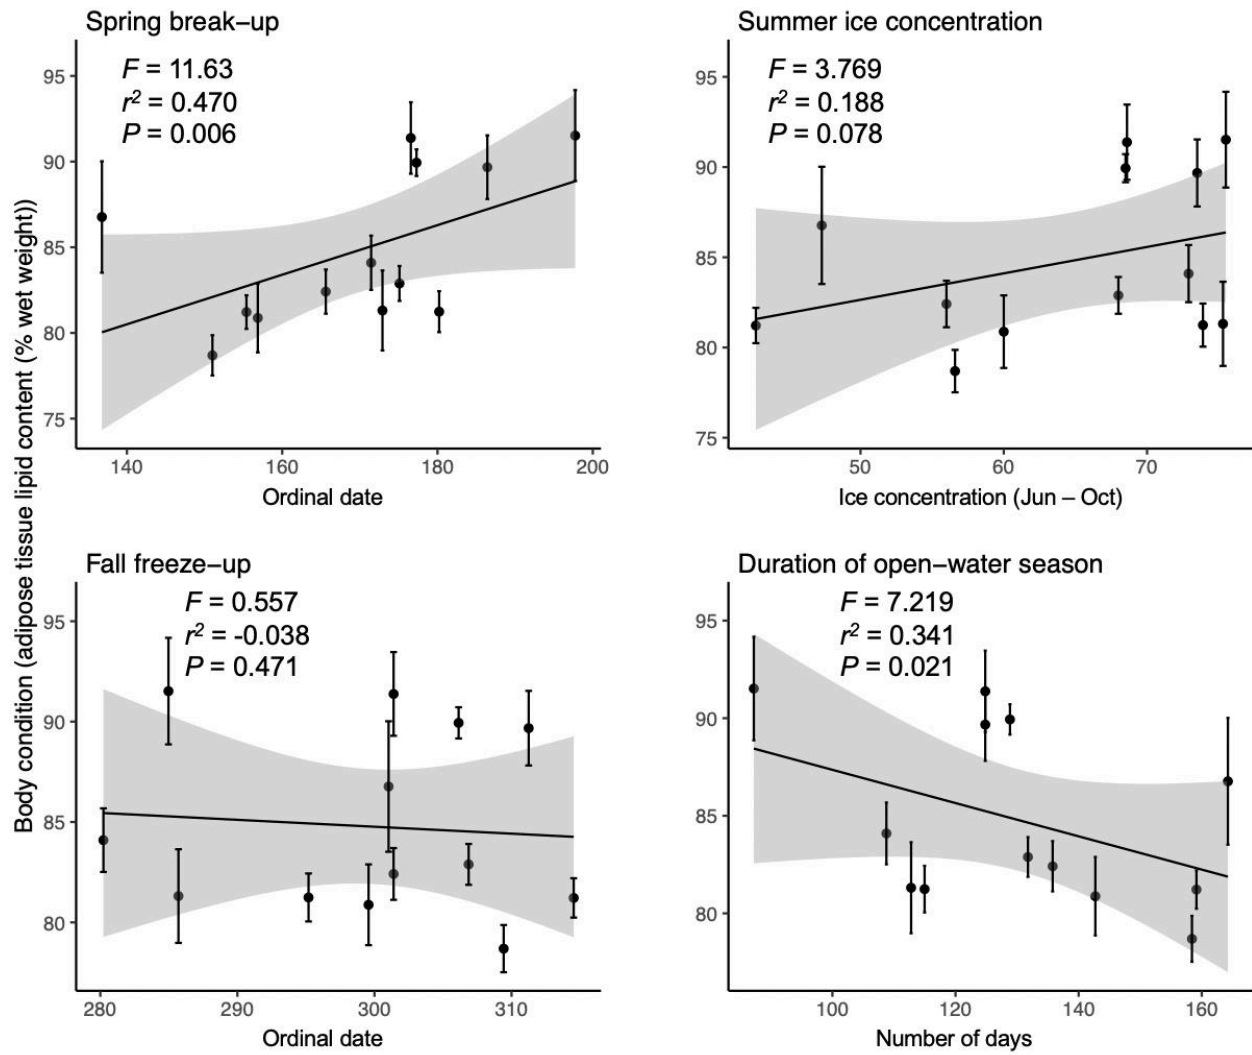 Body condition (adipose tissue lipid content (% wet weight))
Spring break–up
F = 11.63
r² = 0.470
P = 0.006
95
90
85
80
75
140 160 180 200
Ordinal date
Summer ice concentration
F = 3.769
r² = 0.188
P = 0.078
95
90
85
80
75
50 60 70
Ice concentration (Jun – Oct)
Fall freeze–up
F = 0.557
r² = -0.038
P = 0.471
95
90
85
80
280 290 300 310
Ordinal date
Duration of open–water season
F = 7.219
r² = 0.341
P = 0.021
95
90
85
80
100 120 140 160
Number of days